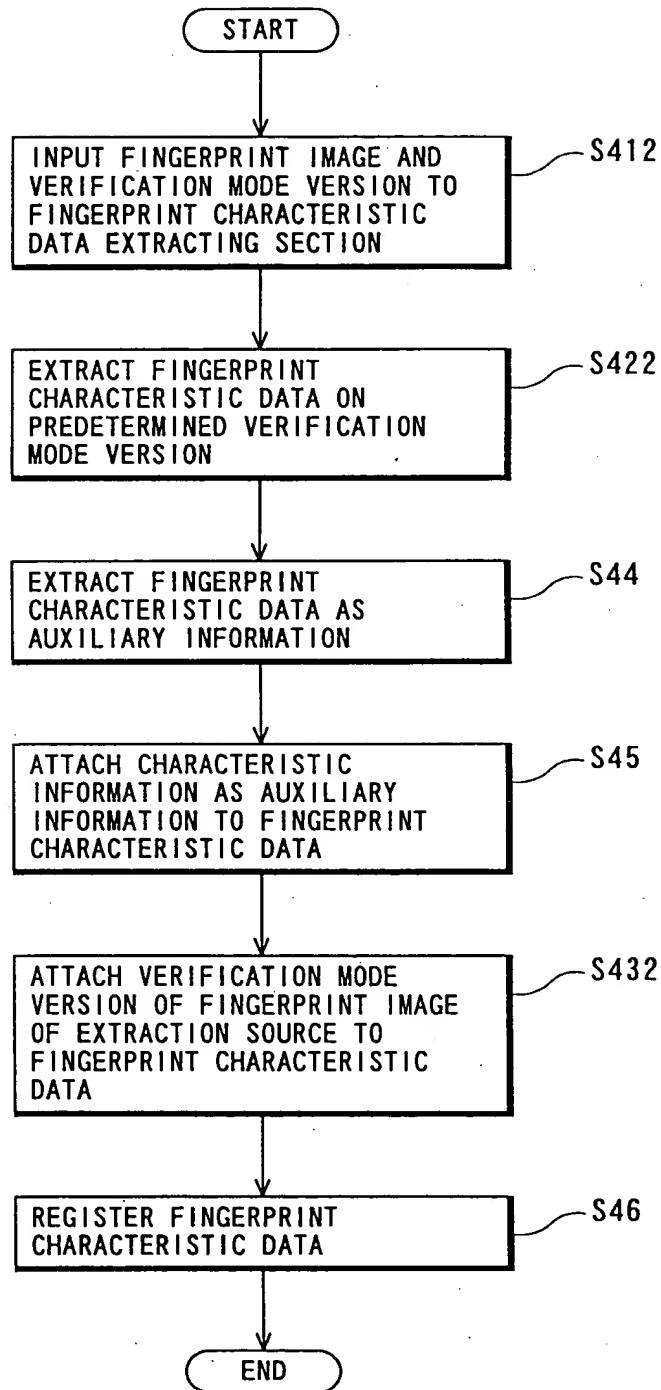 START
INPUT FINGERPRINT IMAGE AND
VERIFICATION MODE VERSION TO
FINGERPRINT CHARACTERISTIC
DATA EXTRACTING SECTION
S412
EXTRACT FINGERPRINT
CHARACTERISTIC DATA ON
PREDETERMINED VERIFICATION
MODE VERSION
S422
EXTRACT FINGERPRINT
CHARACTERISTIC DATA AS
AUXILIARY INFORMATION
S44
ATTACH CHARACTERISTIC
INFORMATION AS AUXILIARY
INFORMATION TO FINGERPRINT
CHARACTERISTIC DATA
S45
ATTACH VERIFICATION MODE
VERSION OF FINGERPRINT IMAGE
OF EXTRACTION SOURCE TO
FINGERPRINT CHARACTERISTIC
DATA
S432
REGISTER FINGERPRINT
CHARACTERISTIC DATA
S46
END